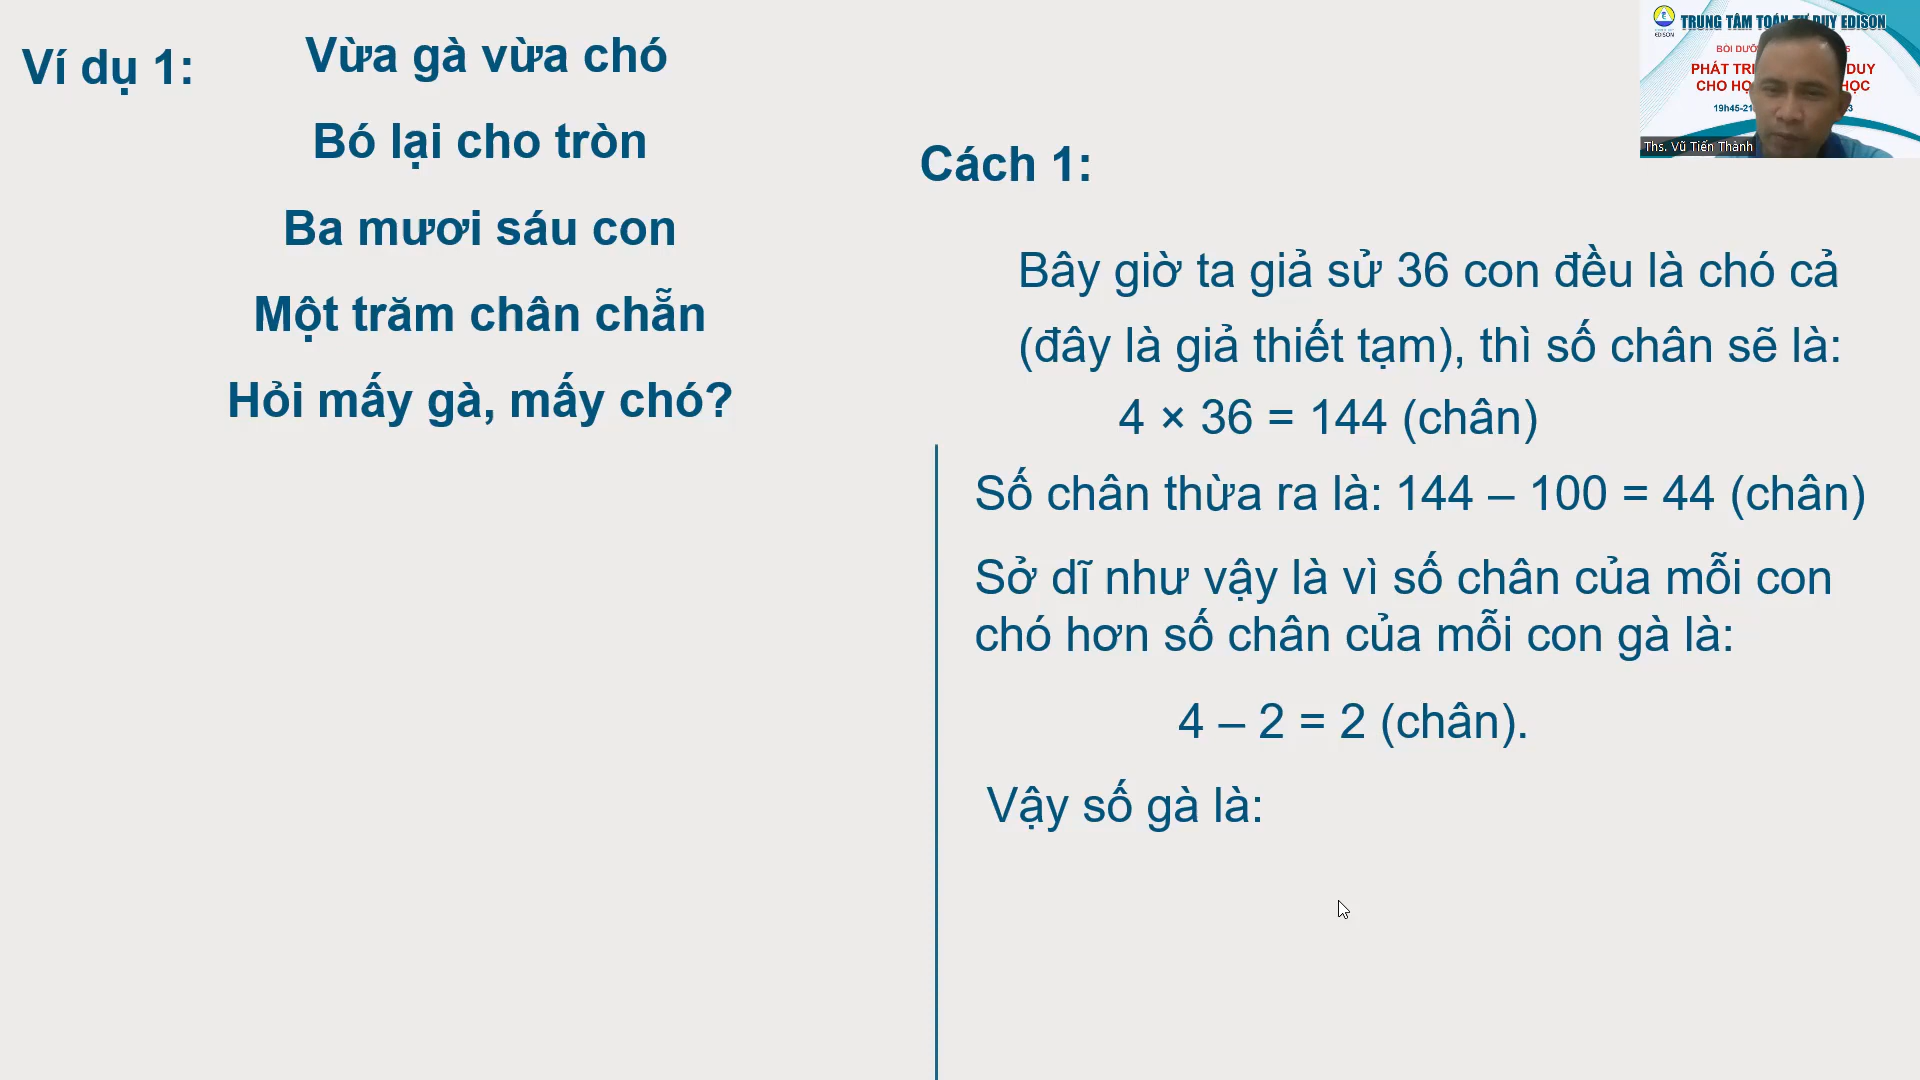 Ví dụ 1:
Vừa gà vừa chó
Bó lại cho tròn
Ba mươi sáu con
Một trăm chân chẵn
Hỏi mấy gà, mấy chó?
Cách 1:
Bây giờ ta giả sử 36 con đều là chó cả
(đây là giả thiết tạm), thì số chân sẽ là:
4 × 36 = 144 (chân)
Số chân thừa ra là: 144 – 100 = 44 (chân)
Sở dĩ như vậy là vì số chân của mỗi con
chó hơn số chân của mỗi con gà là:
4 – 2 = 2 (chân).
Vậy số gà là:
TRUNG TÂM TOÁN TƯ DUY EDISON
EDISON
PHÁT DUY
CHO
Ths. Vũ Tiến Thành